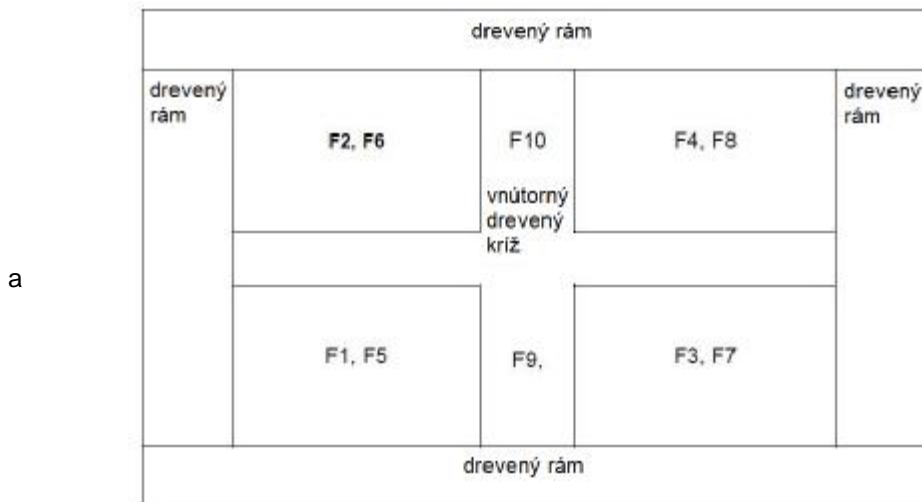 drevený rám
drevený
rám
drevený
rám
F2, F6
F10
F4, F8
vnútorný
drevený
kríž
a
F1, F5
F9,
F3, F7
drevený rám